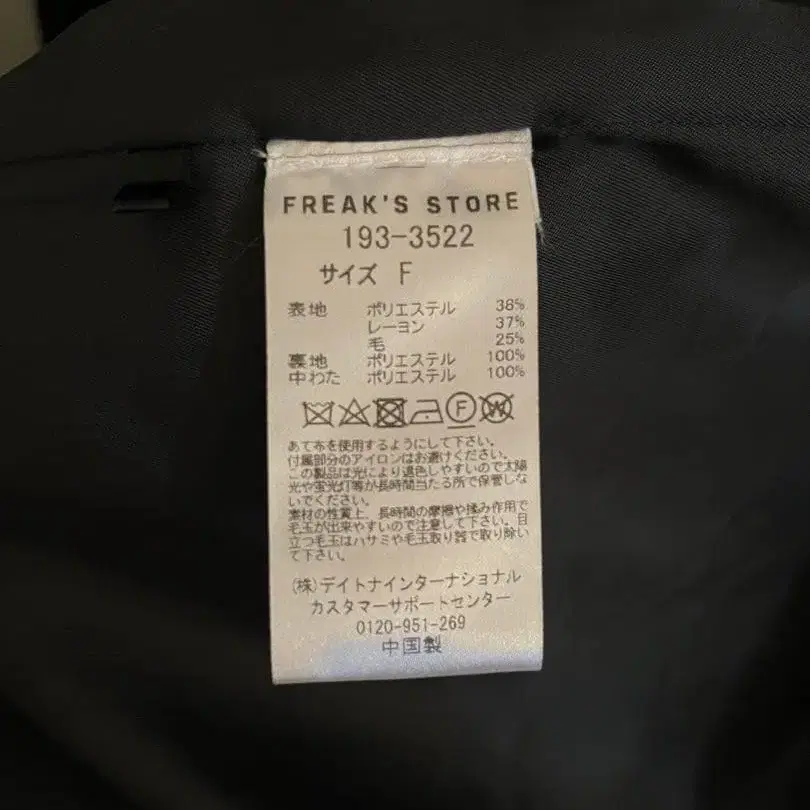 FREAK'S STORE
193-3522
サイズ F
表地 ポリエステル 38%
レーヨン 37%
毛 25%
裏地 ポリエステル 100%
中わた ポリエステル 100%
F W
あて布を使用するようにして下さい。
付属部分のアイロンはお避けください。
この製品は光により退色しやすいので太陽
光や蛍光灯等が長時間当たる所で保管しな
いでください。
素材の性質上、長時間の摩擦や揉み作用で
毛玉が出来やすいので注意して下さい。目
立つ毛玉はハサミや毛玉取り器で取り除い
て下さい。
(株)デイトナインターナショナル
カスタマーサポートセンター
0120-951-269
中国製